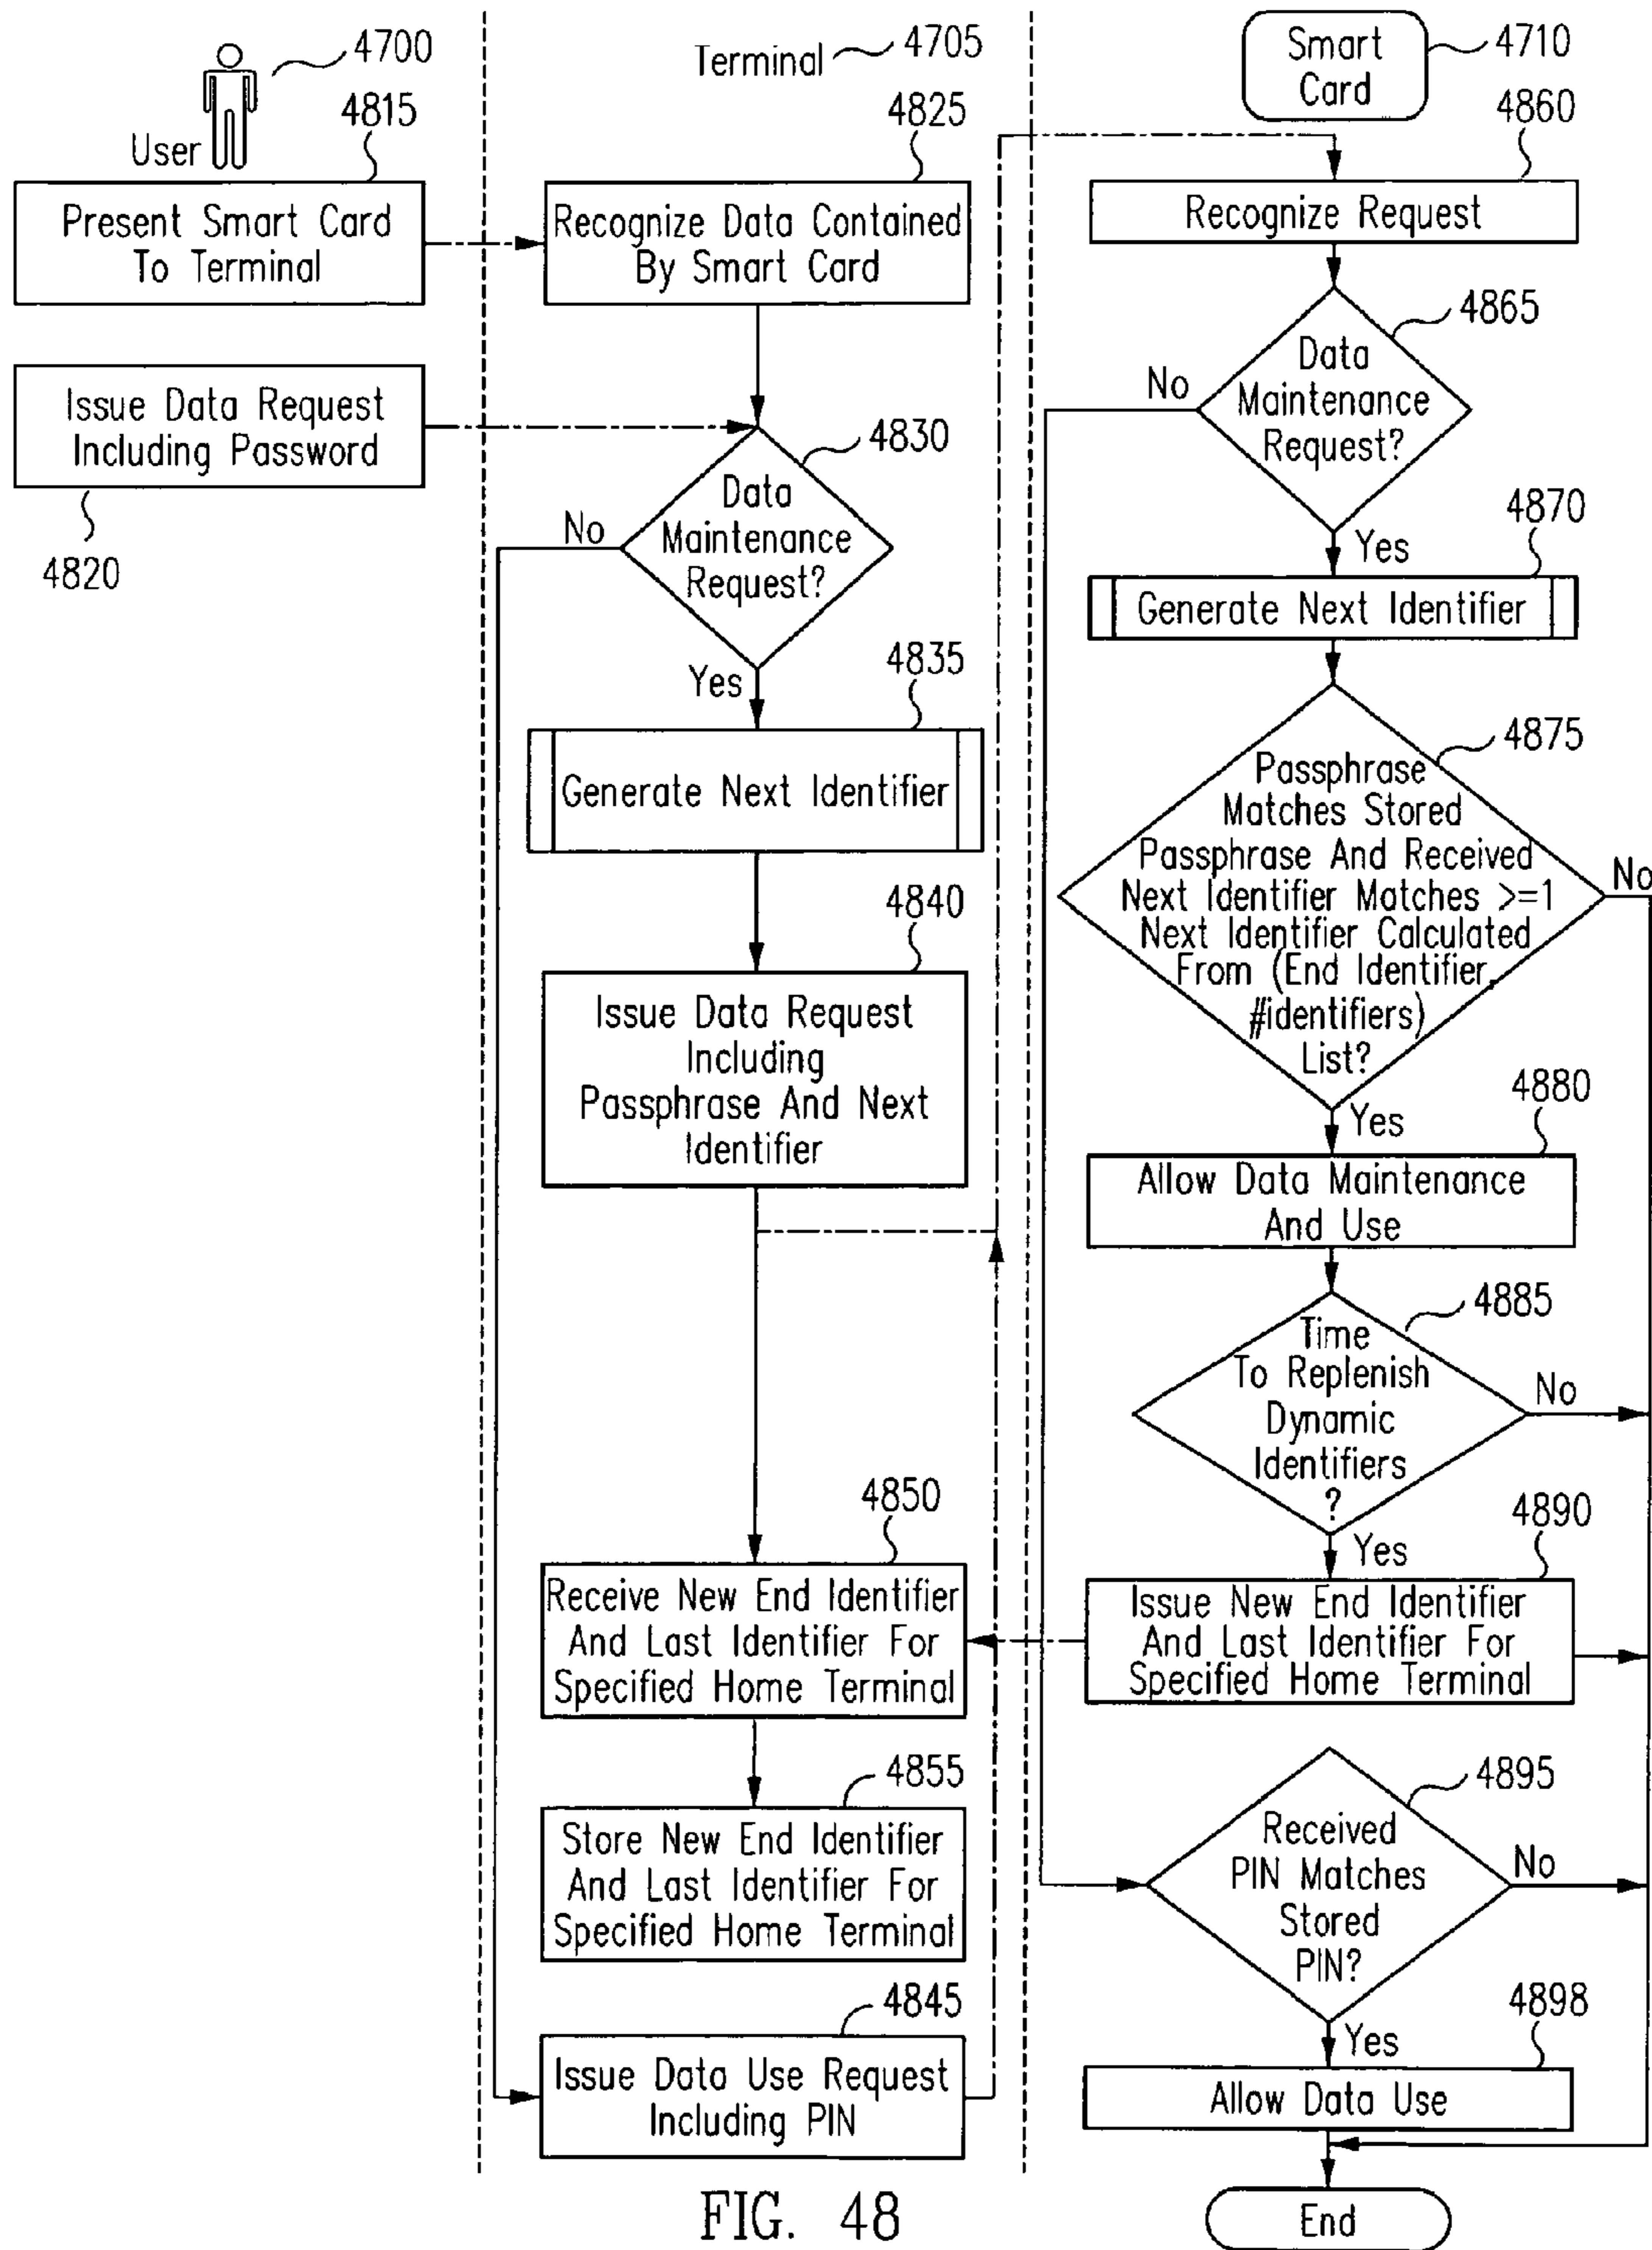 4700
User
4815
Present Smart Card
To Terminal
Issue Data Request
Including Password
4820
Terminal
4705
4825
Recognize Data Contained
By Smart Card
4830
Data
Maintenance
Request?
No
Yes
4835
Generate Next Identifier
4840
Issue Data Request
Including
Passphrase And Next
Identifier
4850
Receive New End Identifier
And Last Identifier For
Specified Home Terminal
4855
Store New End Identifier
And Last Identifier For
Specified Home Terminal
4845
Issue Data Use Request
Including PIN
Smart
Card
4710
4860
Recognize Request
4865
Data
Maintenance
Request?
No
Yes
4870
Generate Next Identifier
4875
Passphrase
Matches Stored
Passphrase And Received
Next Identifier Matches >=1
Next Identifier Calculated
From (End Identifier,
#identifiers)
List?
No
Yes
4880
Allow Data Maintenance
And Use
4885
Time
To Replenish
Dynamic
Identifiers
?
No
Yes
4890
Issue New End Identifier
And Last Identifier For
Specified Home Terminal
4895
Received
PIN Matches
Stored
PIN?
No
Yes
4898
Allow Data Use
End
FIG. 48